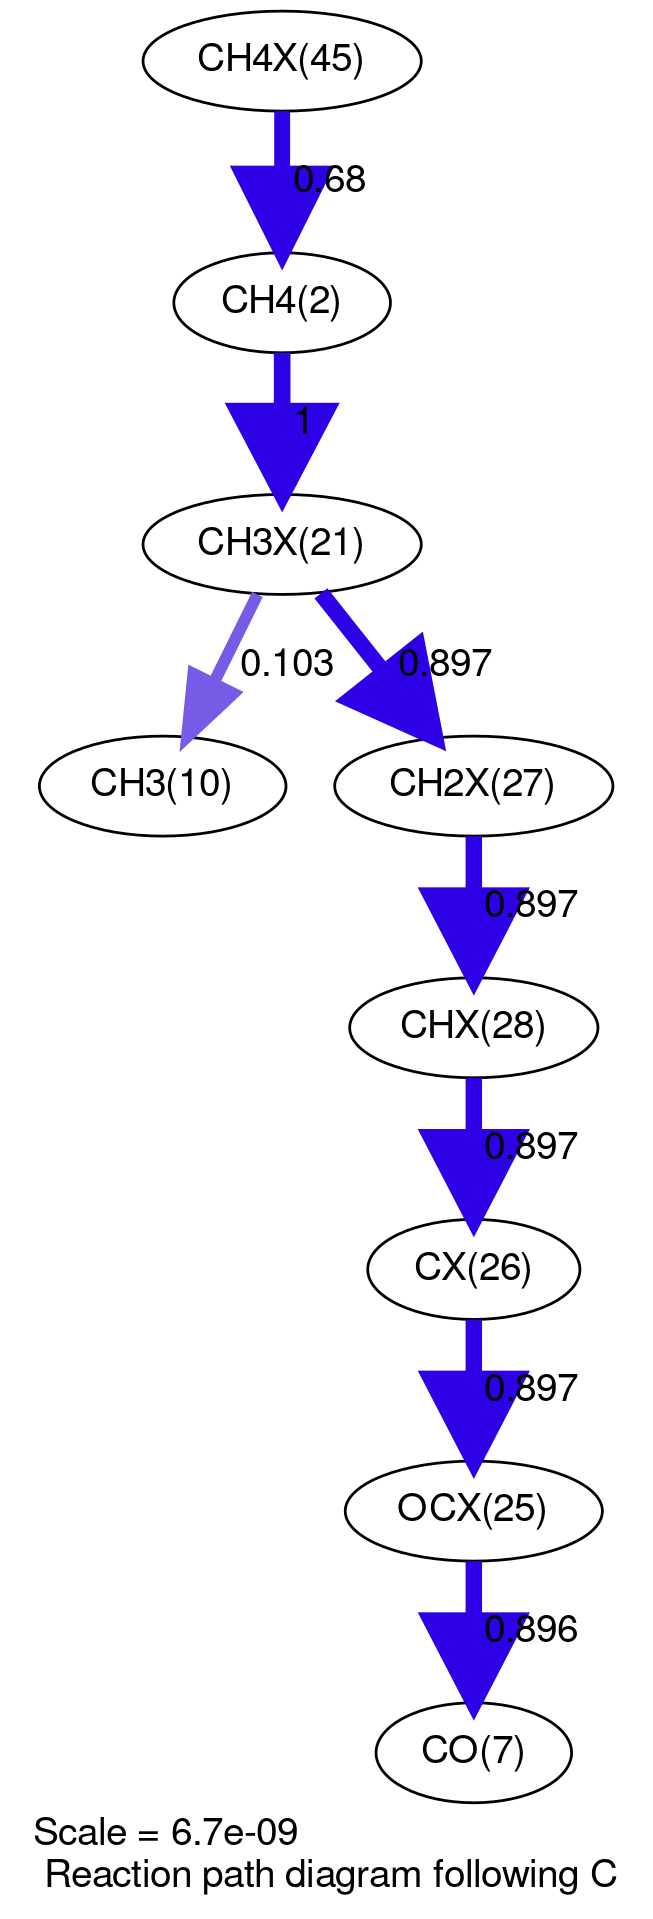 CH4X(45)
0.68
CH4(2)
1
CH3X(21)
0.103
0.897
CH3(10)
CH2X(27)
0.897
CHX(28)
0.897
CX(26)
0.897
OCX(25)
0.896
CO(7)
Scale = 6.7e-09
Reaction path diagram following C